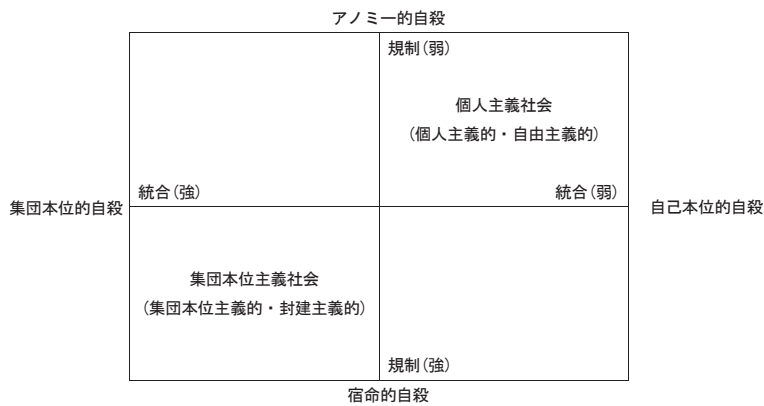 アノミー的自殺
規制(弱)
個人主義社会
(個人主義的・自由主義的)
統合(強)
統合(弱)
集団本位的自殺
自己本位的自殺
集団本位主義社会
(集団本位主義的・封建主義的)
規制(強)
宿命的自殺